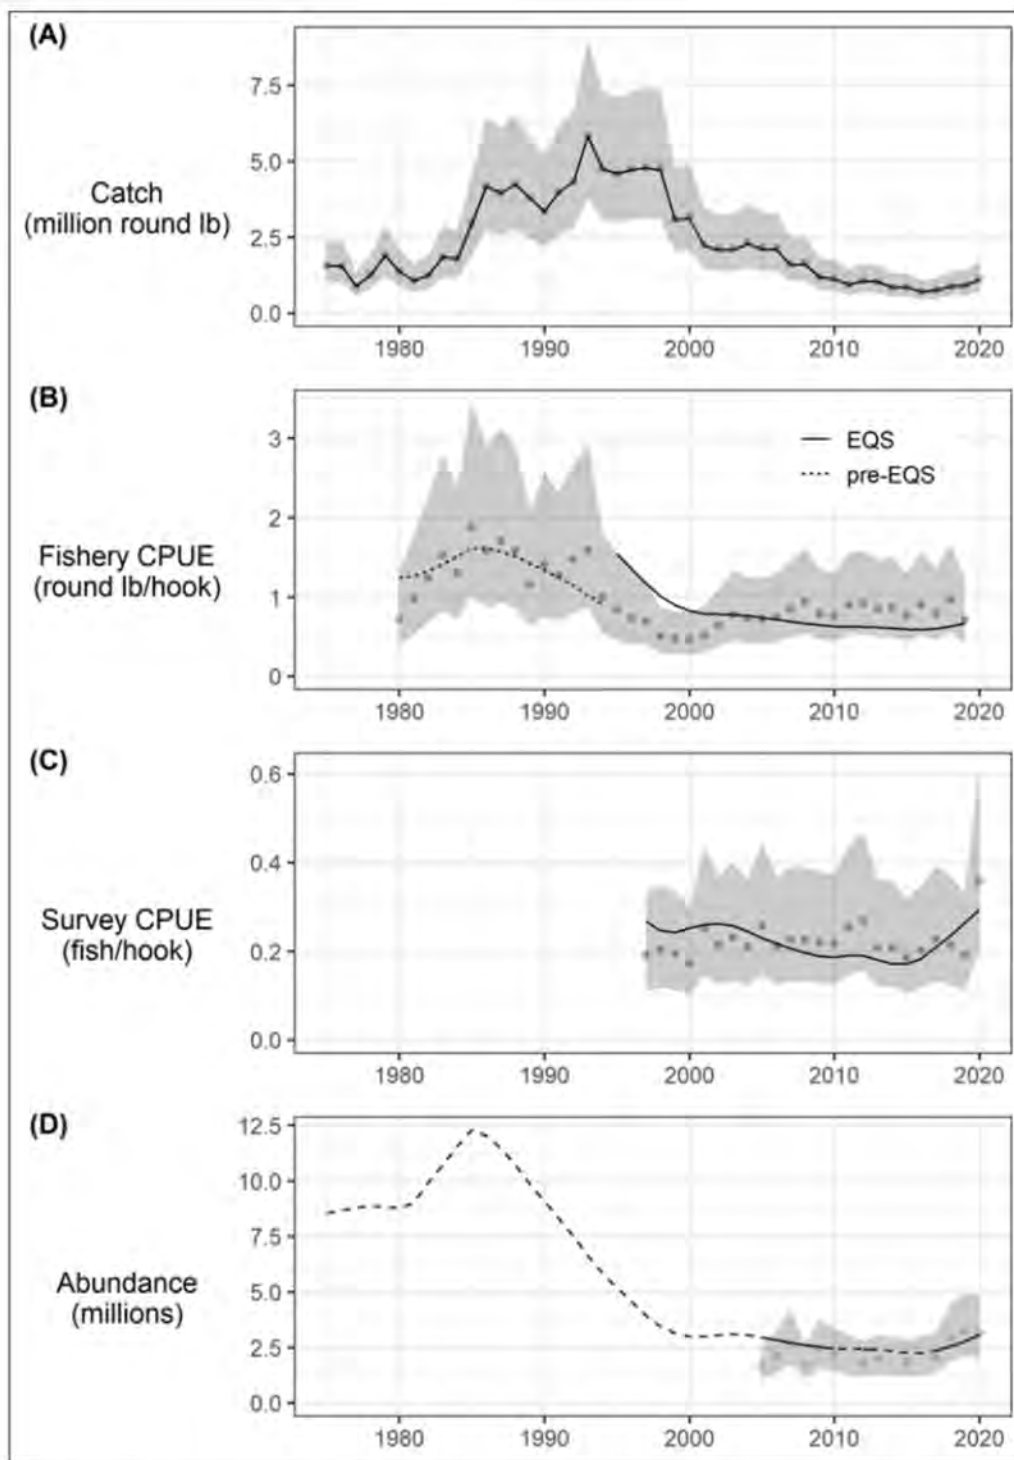 (A)
7.5
5.0
2.5
0.0
Catch
(million round lb)
1980 1990 2000 2010 2020
(B)
3
2
1
0
EQS
pre-EQS
Fishery CPUE
(round lb/hook)
1980 1990 2000 2010 2020
(C)
0.6
0.4
0.2
0.0
Survey CPUE
(fish/hook)
1980 1990 2000 2010 2020
(D)
12.5
10.0
7.5
5.0
2.5
0.0
Abundance
(millions)
1980 1990 2000 2010 2020